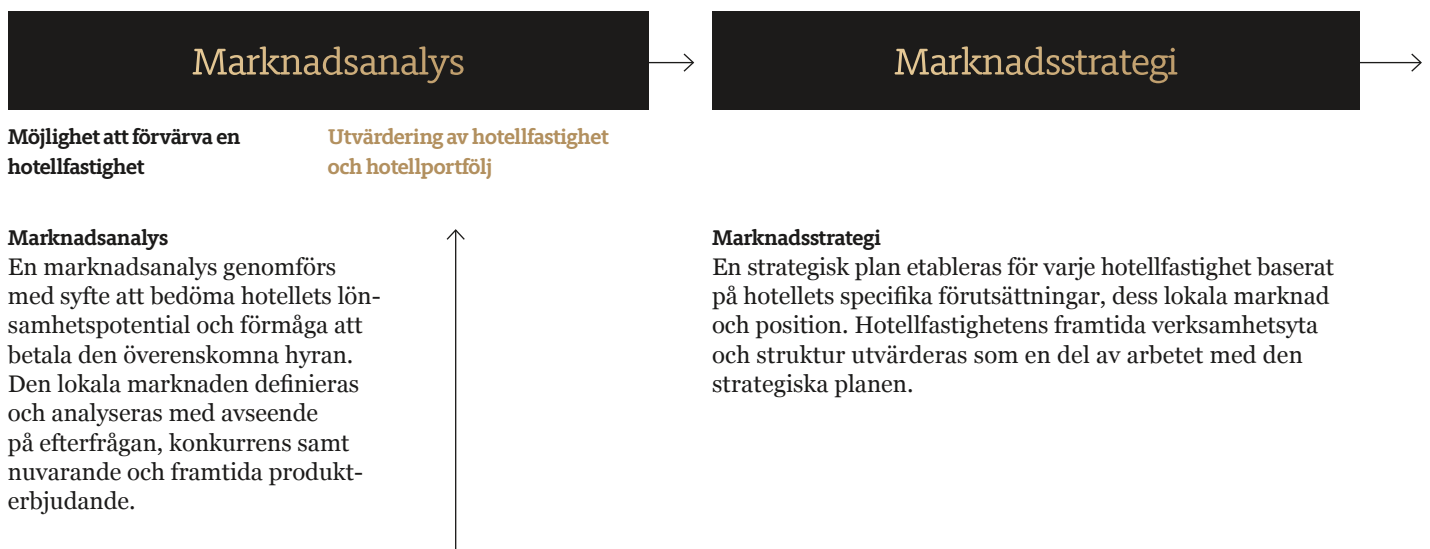 Marknadsanalys
Marknadsstrategi
Möjlighet att förvärva en
hotellfastighet
Utvärdering av hotellfastighet
och hotellportfölj
Marknadsanalys
En marknadsanalys genomförs
med syfte att bedöma hotellets lön-
samhetspotential och förmåga att
betala den överenskomna hyran.
Den lokala marknaden definieras
och analyseras med avseende
på efterfrågan, konkurrens samt
nuvarande och framtida produkt-
erbjudande.
Marknadsstrategi
En strategisk plan etableras för varje hotellfastighet baserat
på hotellets specifika förutsättningar, dess lokala marknad
och position. Hotellfastighetens framtida verksamhetsyta
och struktur utvärderas som en del av arbetet med den
strategiska planen.